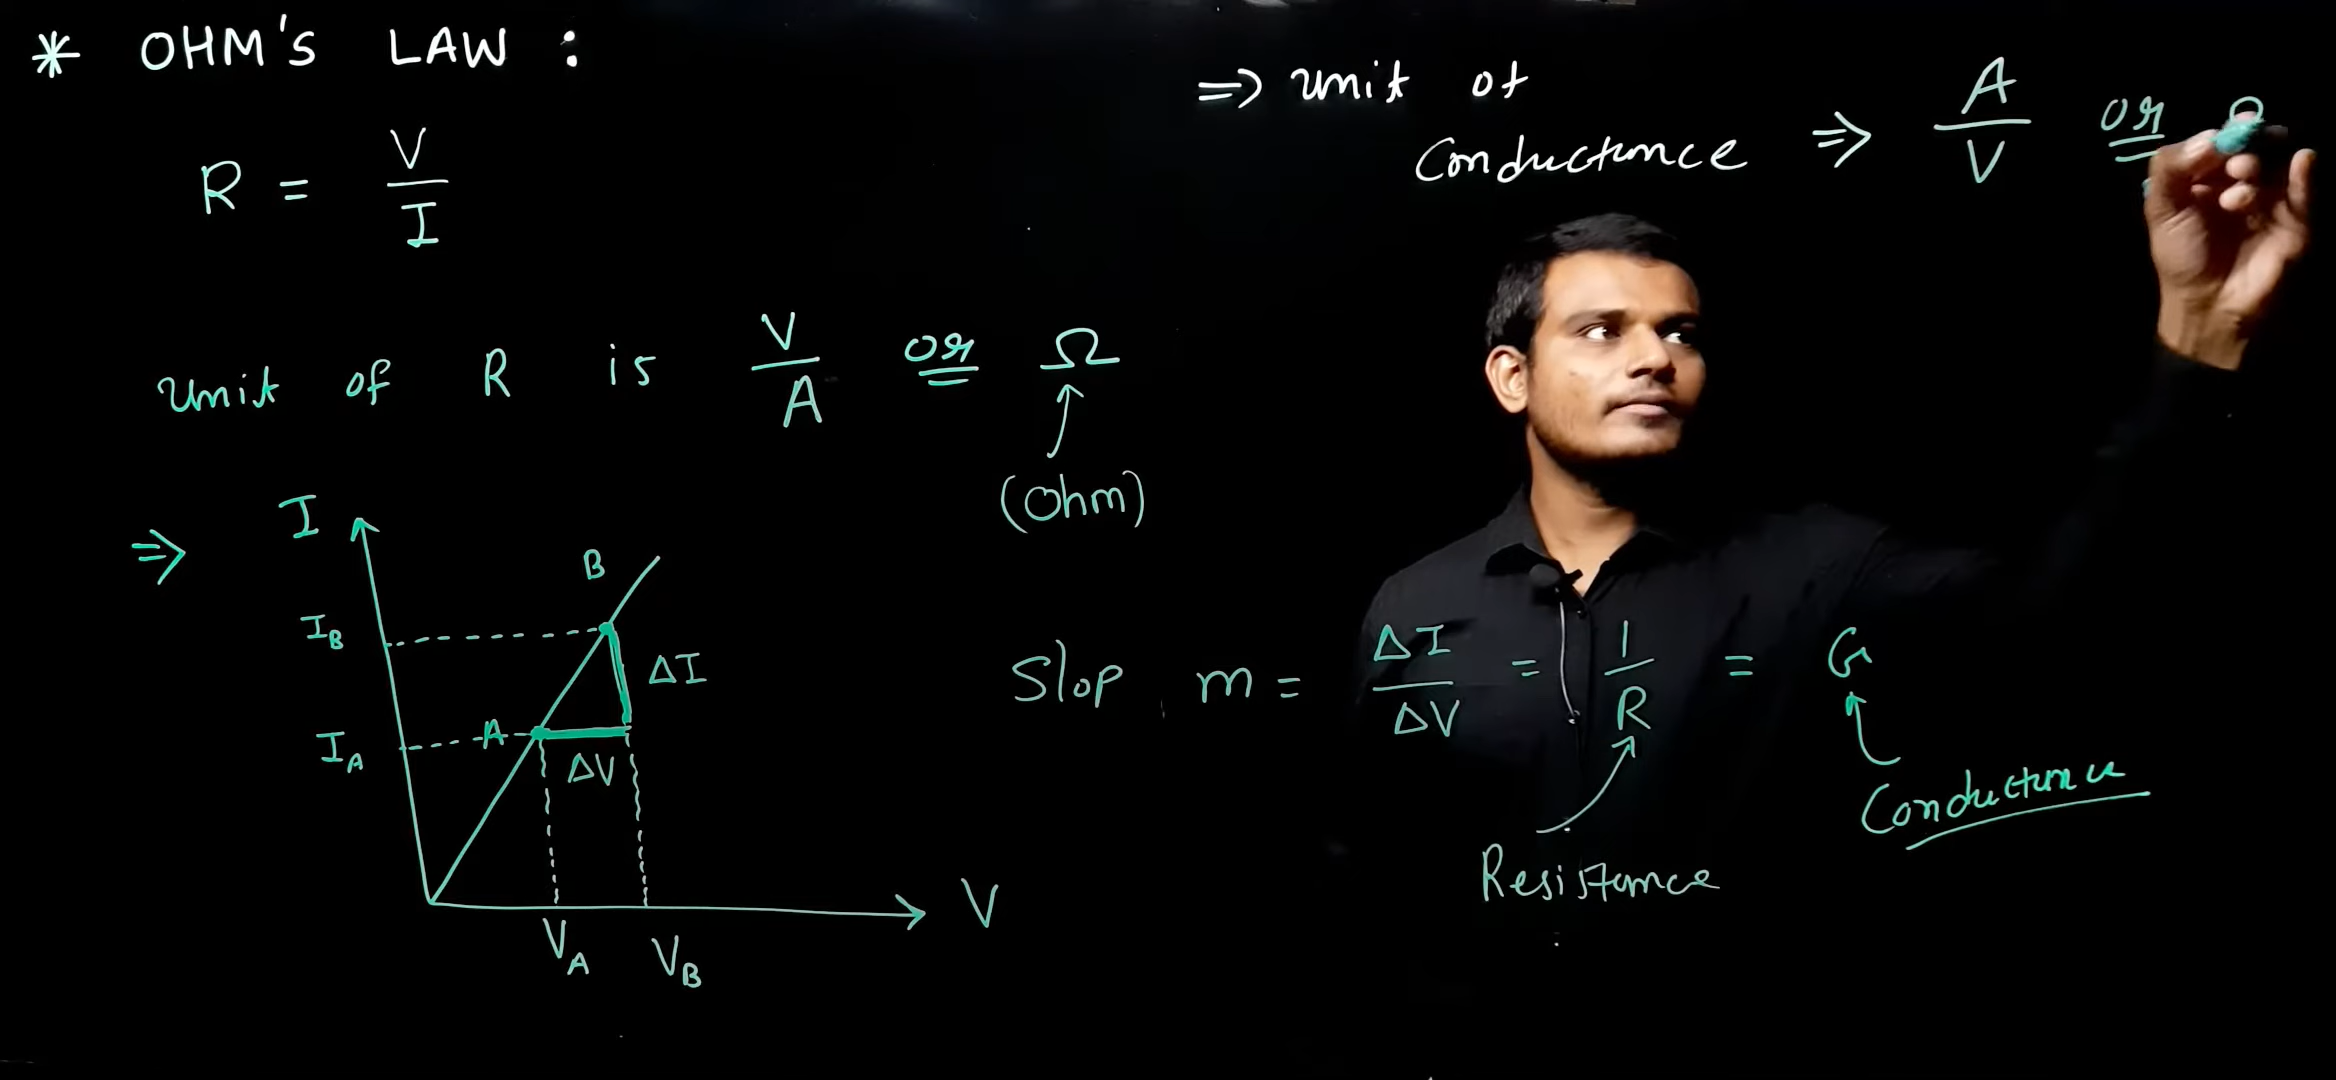 * OHM'S LAW :
R = V/I
Unit of R is V/A or Ω
(Ohm)
⇒ Unit of
Conductance ⇒ A/V or
⇒
I
B
I_B
ΔI
A
I_A
ΔV
V
V_A V_B
Slop m = ΔI/ΔV = 1/R = G
Resistance
Conductance